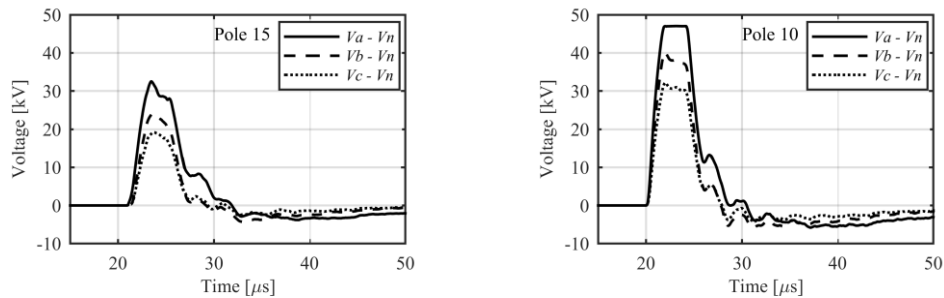 50
40
30
20
10
0
-10
Voltage [kV]
Pole 15
Va - Vn
Vb - Vn
Vc - Vn
20
30
40
50
Time [μs]
50
40
30
20
10
0
-10
Voltage [kV]
Pole 10
Va - Vn
Vb - Vn
Vc - Vn
20
30
40
50
Time [μs]